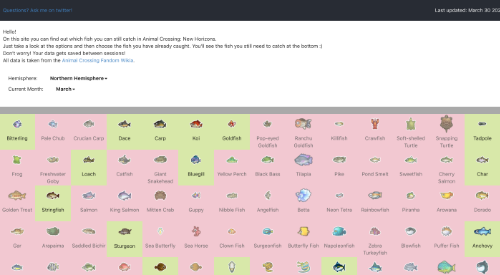 Questions? Ask me on twitter!
Last updated: March 30 202
Hello!
On this site you can find out which fish you can still catch in Animal Crossing: New Horizons.
Just take a look at the options and then choose the fish you have already caught. You'll see the fish you still need to catch at the bottom :)
Don't worry! Your data gets saved between sessions!
All data is taken from the Animal Crossing Fandom Wikia.
Hemisphere: Northern Hemisphere
Current Month: March
Bitterling Pale Chub Crucian Carp Dace Carp Koi Goldfish Pop-eyed Goldfish Ranchu Goldfish Killifish Crawfish Soft-shelled Turtle Snapping Turtle Tadpole
Frog Freshwater Goby Loach Catfish Giant Snakehead Bluegill Yellow Perch Black Bass Tilapia Pike Pond Smelt Sweetfish Cherry Salmon Char
Golden Trout Stringfish Salmon King Salmon Mitten Crab Guppy Nibble Fish Angelfish Betta Neon Tetra Rainbowfish Piranha Arowana Dorado
Gar Arapaima Saddled Bichir Sturgeon Sea Butterfly Sea Horse Clown Fish Surgeonfish Butterfly Fish Napoleonfish Zebra Turkeyfish Blowfish Puffer Fish Anchovy